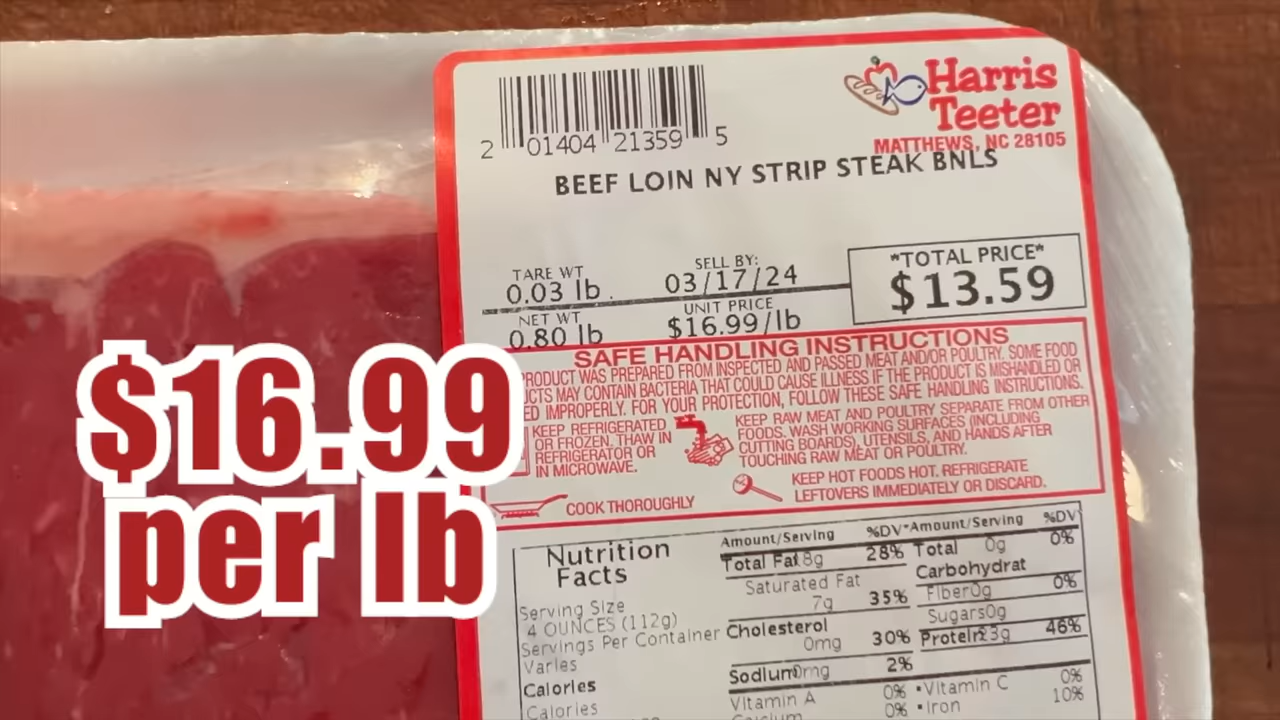 Harris
Teeter
MATTHEWS, NC 28105
2 01404 21359 5
BEEF LOIN NY STRIP STEAK BNLS
TARE WT
0.03 lb
SELL BY:
03/17/24
*TOTAL PRICE*
$13.59
NET WT
0.80 lb
UNIT PRICE
$16.99/lb
$16.99
per lb
SAFE HANDLING INSTRUCTIONS
PRODUCT WAS PREPARED FROM INSPECTED AND PASSED MEAT AND/OR POULTRY. SOME FOOD
CTS MAY CONTAIN BACTERIA THAT COULD CAUSE ILLNESS IF THE PRODUCT IS MISHANDLED OR
ED IMPROPERLY. FOR YOUR PROTECTION, FOLLOW THESE SAFE HANDLING INSTRUCTIONS.
KEEP REFRIGERATED
OR FROZEN. THAW IN
REFRIGERATOR OR
IN MICROWAVE.
KEEP RAW MEAT AND POULTRY SEPARATE FROM OTHER
FOODS. WASH WORKING SURFACES (INCLUDING
CUTTING BOARDS), UTENSILS, AND HANDS AFTER
TOUCHING RAW MEAT OR POULTRY.
COOK THOROUGHLY
KEEP HOT FOODS HOT. REFRIGERATE
LEFTOVERS IMMEDIATELY OR DISCARD.
Nutrition
Facts
Serving Size
4 OUNCES (112g)
Servings Per Container
Varies
Calories
Calories
Amount/Serving %DV*
Total Fat 8g 28%
Saturated Fat
7g 35%
Cholesterol
0mg 30%
Sodium 0mg 2%
Vitamin A 0%
Calcium 0%
Amount/Serving %DV
Total 0g 0%
Carbohydrat
Fiber 0g 0%
Sugars 0g
Protein 23g 46%
•Vitamin C 0%
•Iron 10%